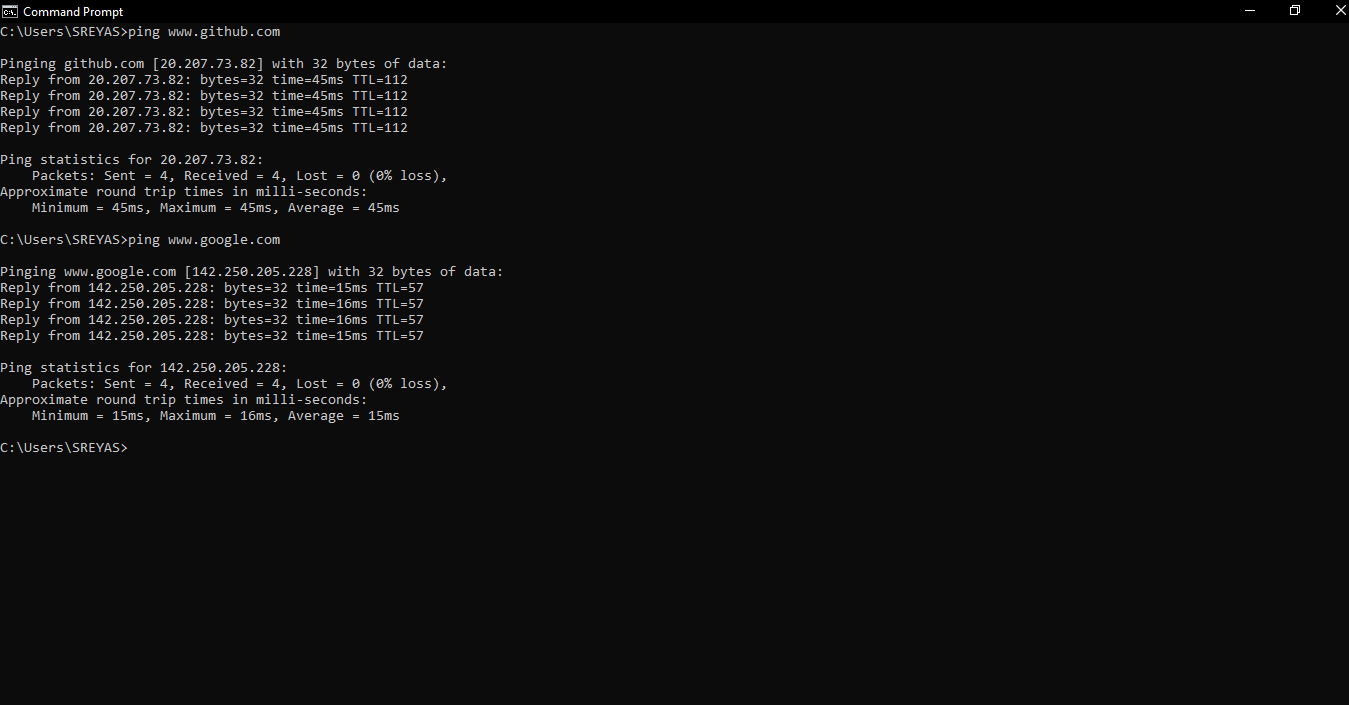 Command Prompt
C:\Users\SREYAS>ping www.github.com
Pinging github.com [20.207.73.82] with 32 bytes of data:
Reply from 20.207.73.82: bytes=32 time=45ms TTL=112
Reply from 20.207.73.82: bytes=32 time=45ms TTL=112
Reply from 20.207.73.82: bytes=32 time=45ms TTL=112
Reply from 20.207.73.82: bytes=32 time=45ms TTL=112
Ping statistics for 20.207.73.82:
    Packets: Sent = 4, Received = 4, Lost = 0 (0% loss),
Approximate round trip times in milli-seconds:
    Minimum = 45ms, Maximum = 45ms, Average = 45ms
C:\Users\SREYAS>ping www.google.com
Pinging www.google.com [142.250.205.228] with 32 bytes of data:
Reply from 142.250.205.228: bytes=32 time=15ms TTL=57
Reply from 142.250.205.228: bytes=32 time=16ms TTL=57
Reply from 142.250.205.228: bytes=32 time=16ms TTL=57
Reply from 142.250.205.228: bytes=32 time=15ms TTL=57
Ping statistics for 142.250.205.228:
    Packets: Sent = 4, Received = 4, Lost = 0 (0% loss),
Approximate round trip times in milli-seconds:
    Minimum = 15ms, Maximum = 16ms, Average = 15ms
C:\Users\SREYAS>